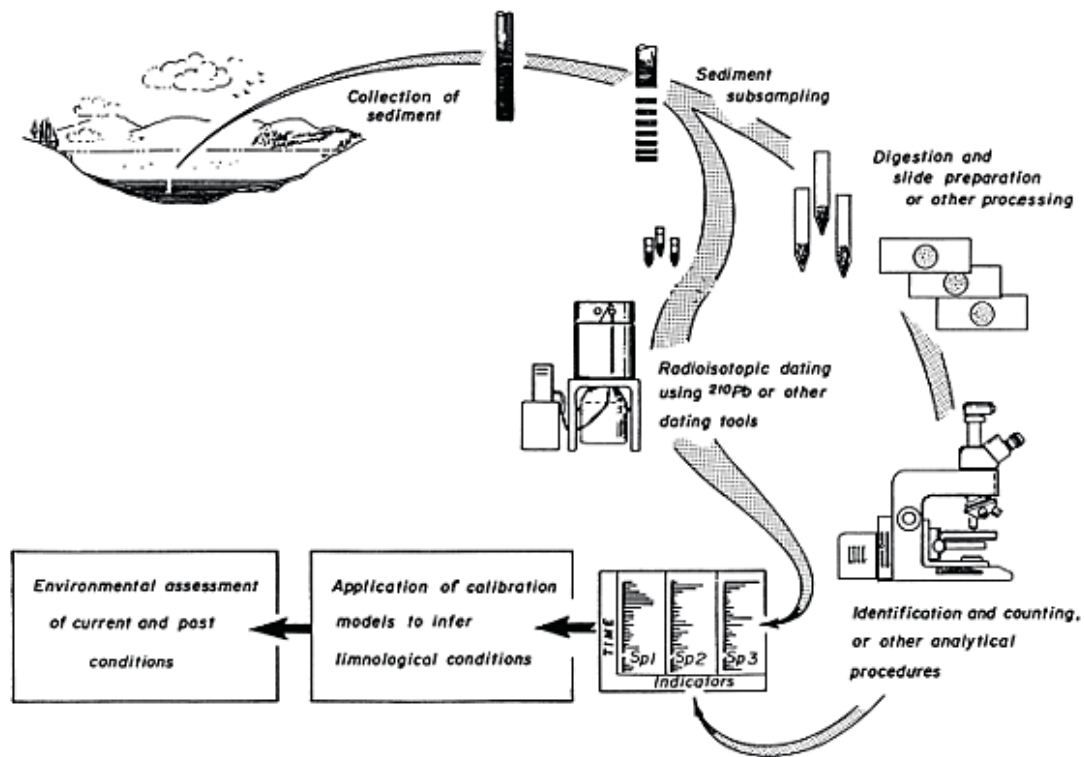 Collection of
sediment
Sediment
subsampling
Digestion and
slide preparation
or other processing
Radioisotopic dating
using ²¹⁰Pb or other
dating tools
Identification and counting,
or other analytical
procedures
TIME
Sp1 Sp2 Sp3
Indicators
Application of calibration
models to infer
limnological conditions
Environmental assessment
of current and past
conditions